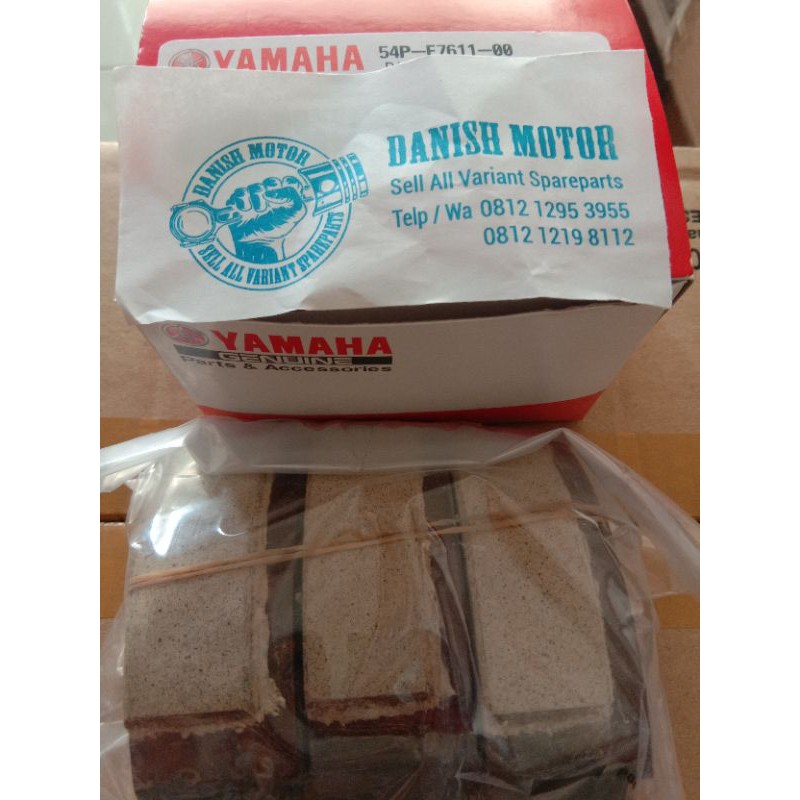 YAMAHA
54P-E7611-00
DANISH MOTOR
SELL ALL VARIANT SPAREPARTS
DANISH MOTOR
Sell All Variant Spareparts
Telp / Wa 0812 1295 3955
0812 1219 8112
YAMAHA
GENUINE
Parts & Accessories